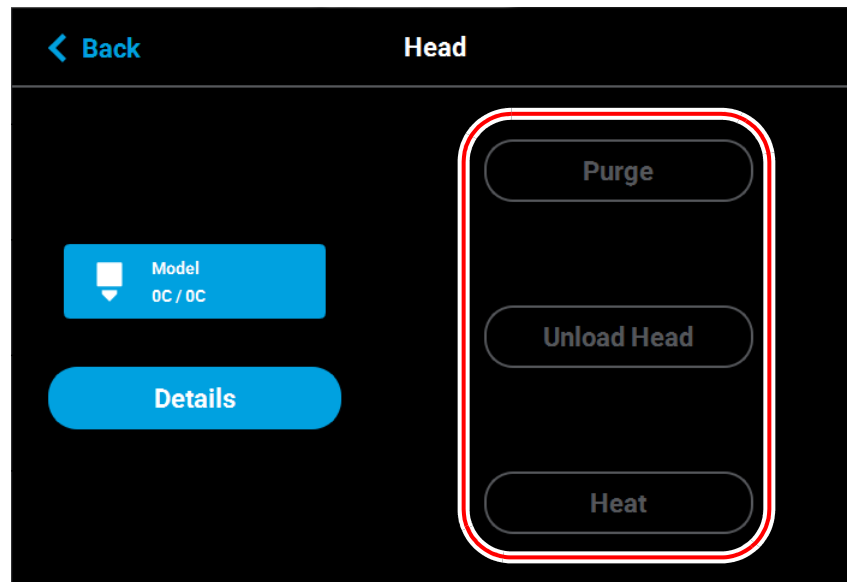 Back
Head
Model
0C / 0C
Details
Purge
Unload Head
Heat